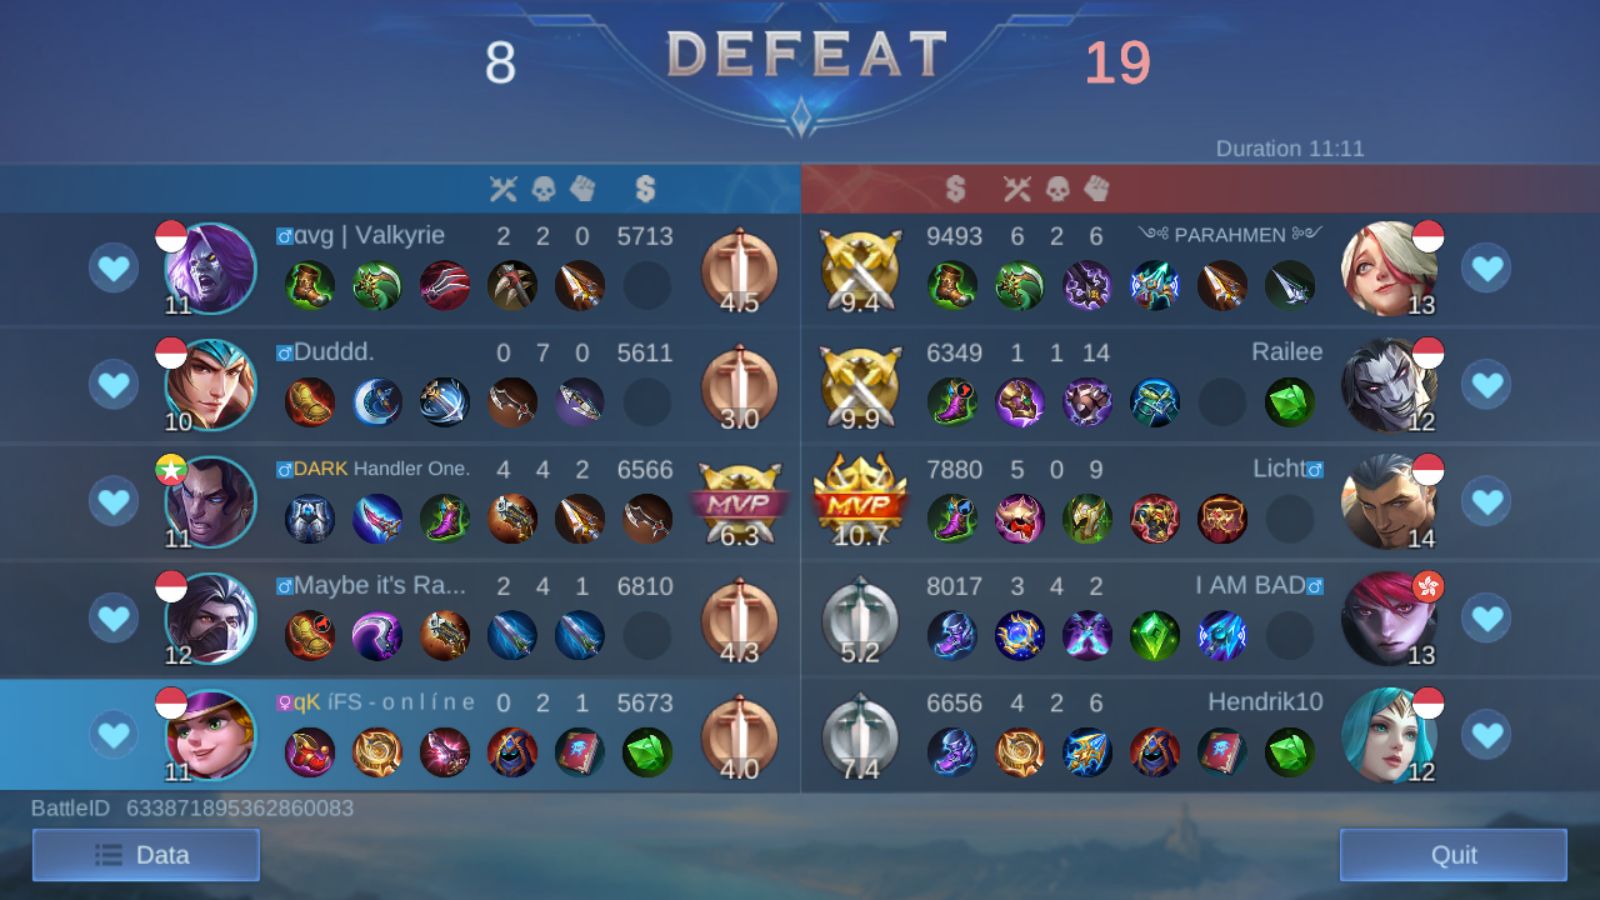 8 DEFEAT 19
Duration 11:11
αvg | Valkyrie 2 2 0 5713
11 4.5
9493 6 2 6 PARAHMEN
9.4 13
Duddd. 0 7 0 5611
10 3.0
6349 1 1 14 Railee
9.9 12
DARK Handler One. 4 4 2 6566
11 MVP 6.3
7880 5 0 9 Licht
MVP 10.7 14
Maybe it's Ra... 2 4 1 6810
12 4.3
8017 3 4 2 I AM BAD
5.2 13
qK íFS - o n l í n e 0 2 1 5673
11 4.0
6656 4 2 6 Hendrik10
7.4 12
BattleID 633871895362860083
Data
Quit